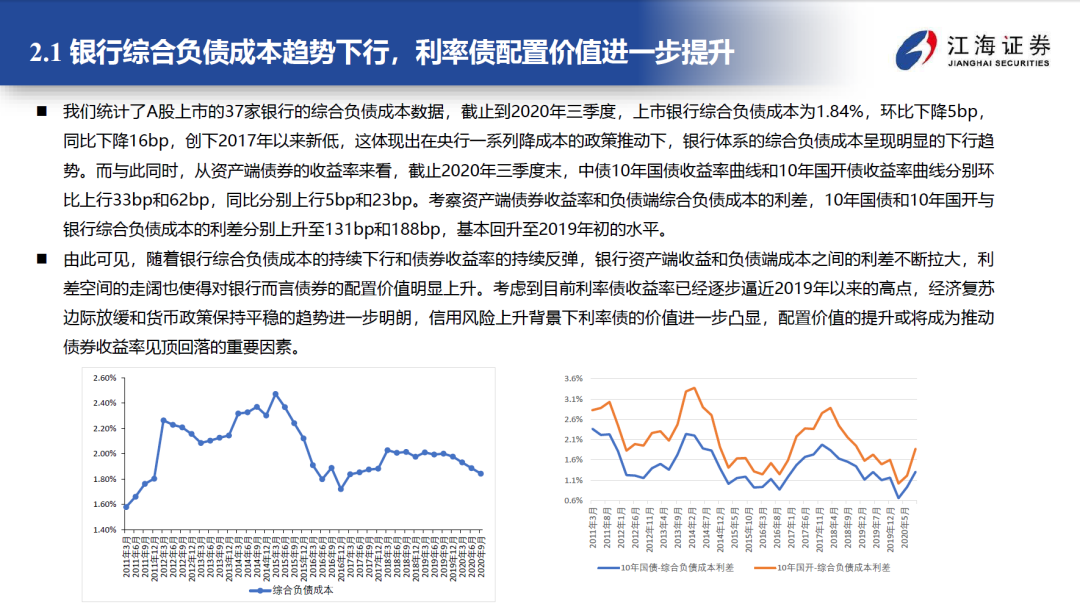 2.1 银行综合负债成本趋势下行，利率债配置价值进一步提升
江海证券
JIANGHAI SECURITIES
■ 我们统计了A股上市的37家银行的综合负债成本数据，截止到2020年三季度，上市银行综合负债成本为1.84%，环比下降5bp，
同比下降16bp，创下2017年以来新低，这体现出在央行一系列降成本的政策推动下，银行体系的综合负债成本呈现明显的下行趋
势。而与此同时，从资产端债券的收益率来看，截止2020年三季度末，中债10年国债收益率曲线和10年国开债收益率曲线分别环
比上行33bp和62bp，同比分别上行5bp和23bp。考察资产端债券收益率和负债端综合负债成本的利差，10年国债和10年国开与
银行综合负债成本的利差分别上升至131bp和188bp，基本回升至2019年初的水平。
■ 由此可见，随着银行综合负债成本的持续下行和债券收益率的持续反弹，银行资产端收益和负债端成本之间的利差不断拉大，利
差空间的走阔也使得对银行而言债券的配置价值明显上升。考虑到目前利率债收益率已经逐步逼近2019年以来的高点，经济复苏
边际放缓和货币政策保持平稳的趋势进一步明朗，信用风险上升背景下利率债的价值进一步凸显，配置价值的提升或将成为推动
债券收益率见顶回落的重要因素。
2.60%
2.40%
2.20%
2.00%
1.80%
1.60%
1.40%
2011年3月
2011年6月
2011年9月
2011年12月
2012年3月
2012年6月
2012年9月
2012年12月
2013年3月
2013年6月
2013年9月
2013年12月
2014年3月
2014年6月
2014年9月
2014年12月
2015年3月
2015年6月
2015年9月
2015年12月
2016年3月
2016年6月
2016年9月
2016年12月
2017年3月
2017年6月
2017年9月
2017年12月
2018年3月
2018年6月
2018年9月
2018年12月
2019年3月
2019年6月
2019年9月
2019年12月
2020年3月
2020年6月
2020年9月
综合负债成本
3.6%
3.1%
2.6%
2.1%
1.6%
1.1%
0.6%
2011年3月
2011年8月
2012年1月
2012年6月
2012年11月
2013年4月
2013年9月
2014年2月
2014年7月
2014年12月
2015年5月
2015年10月
2016年3月
2016年8月
2017年1月
2017年6月
2017年11月
2018年4月
2018年9月
2019年2月
2019年7月
2019年12月
2020年5月
10年国债-综合负债成本利差
10年国开-综合负债成本利差